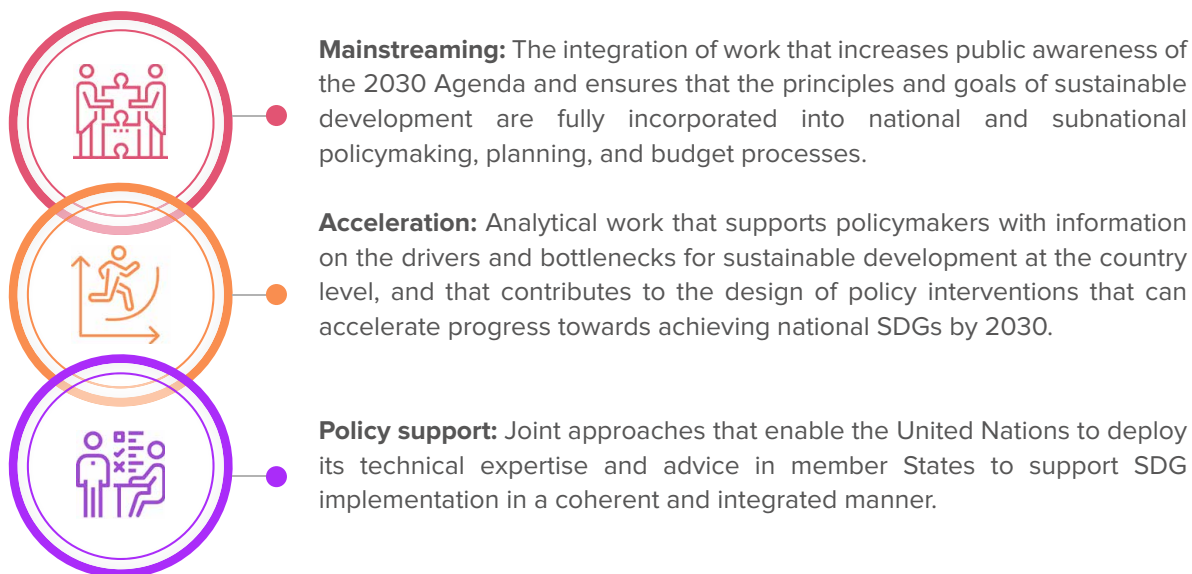 Mainstreaming: The integration of work that increases public awareness of
the 2030 Agenda and ensures that the principles and goals of sustainable
development are fully incorporated into national and subnational
policymaking, planning, and budget processes.
Acceleration: Analytical work that supports policymakers with information
on the drivers and bottlenecks for sustainable development at the country
level, and that contributes to the design of policy interventions that can
accelerate progress towards achieving national SDGs by 2030.
Policy support: Joint approaches that enable the United Nations to deploy
its technical expertise and advice in member States to support SDG
implementation in a coherent and integrated manner.